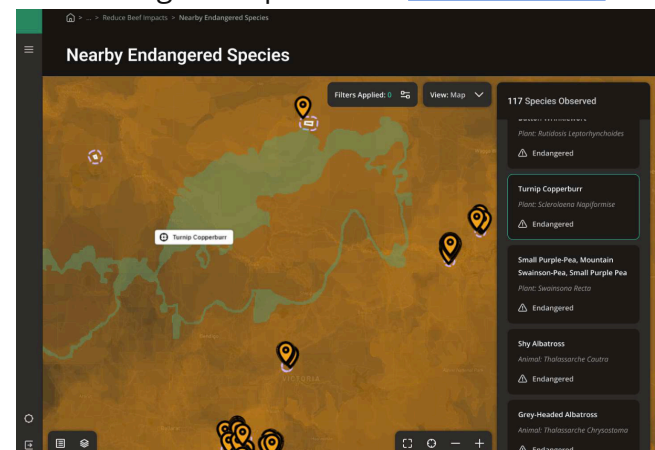 > ... > Reduce Beef Impacts > Nearby Endangered Species
Nearby Endangered Species
Filters Applied: 0
View: Map
117 Species Observed
Plant: Rutidosis Leptorhynchoides
Endangered
Turnip Copperburr
Plant: Sclerolaena Napiformise
Endangered
Turnip Copperburr
Small Purple-Pea, Mountain
Swainson-Pea, Small Purple Pea
Plant: Swainsona Recta
Endangered
Shy Albatross
Animal: Thalassarche Cautra
Endangered
VICTORIA
Grey-Headed Albatross
Animal: Thalassarche Chrysostoma
Endangered